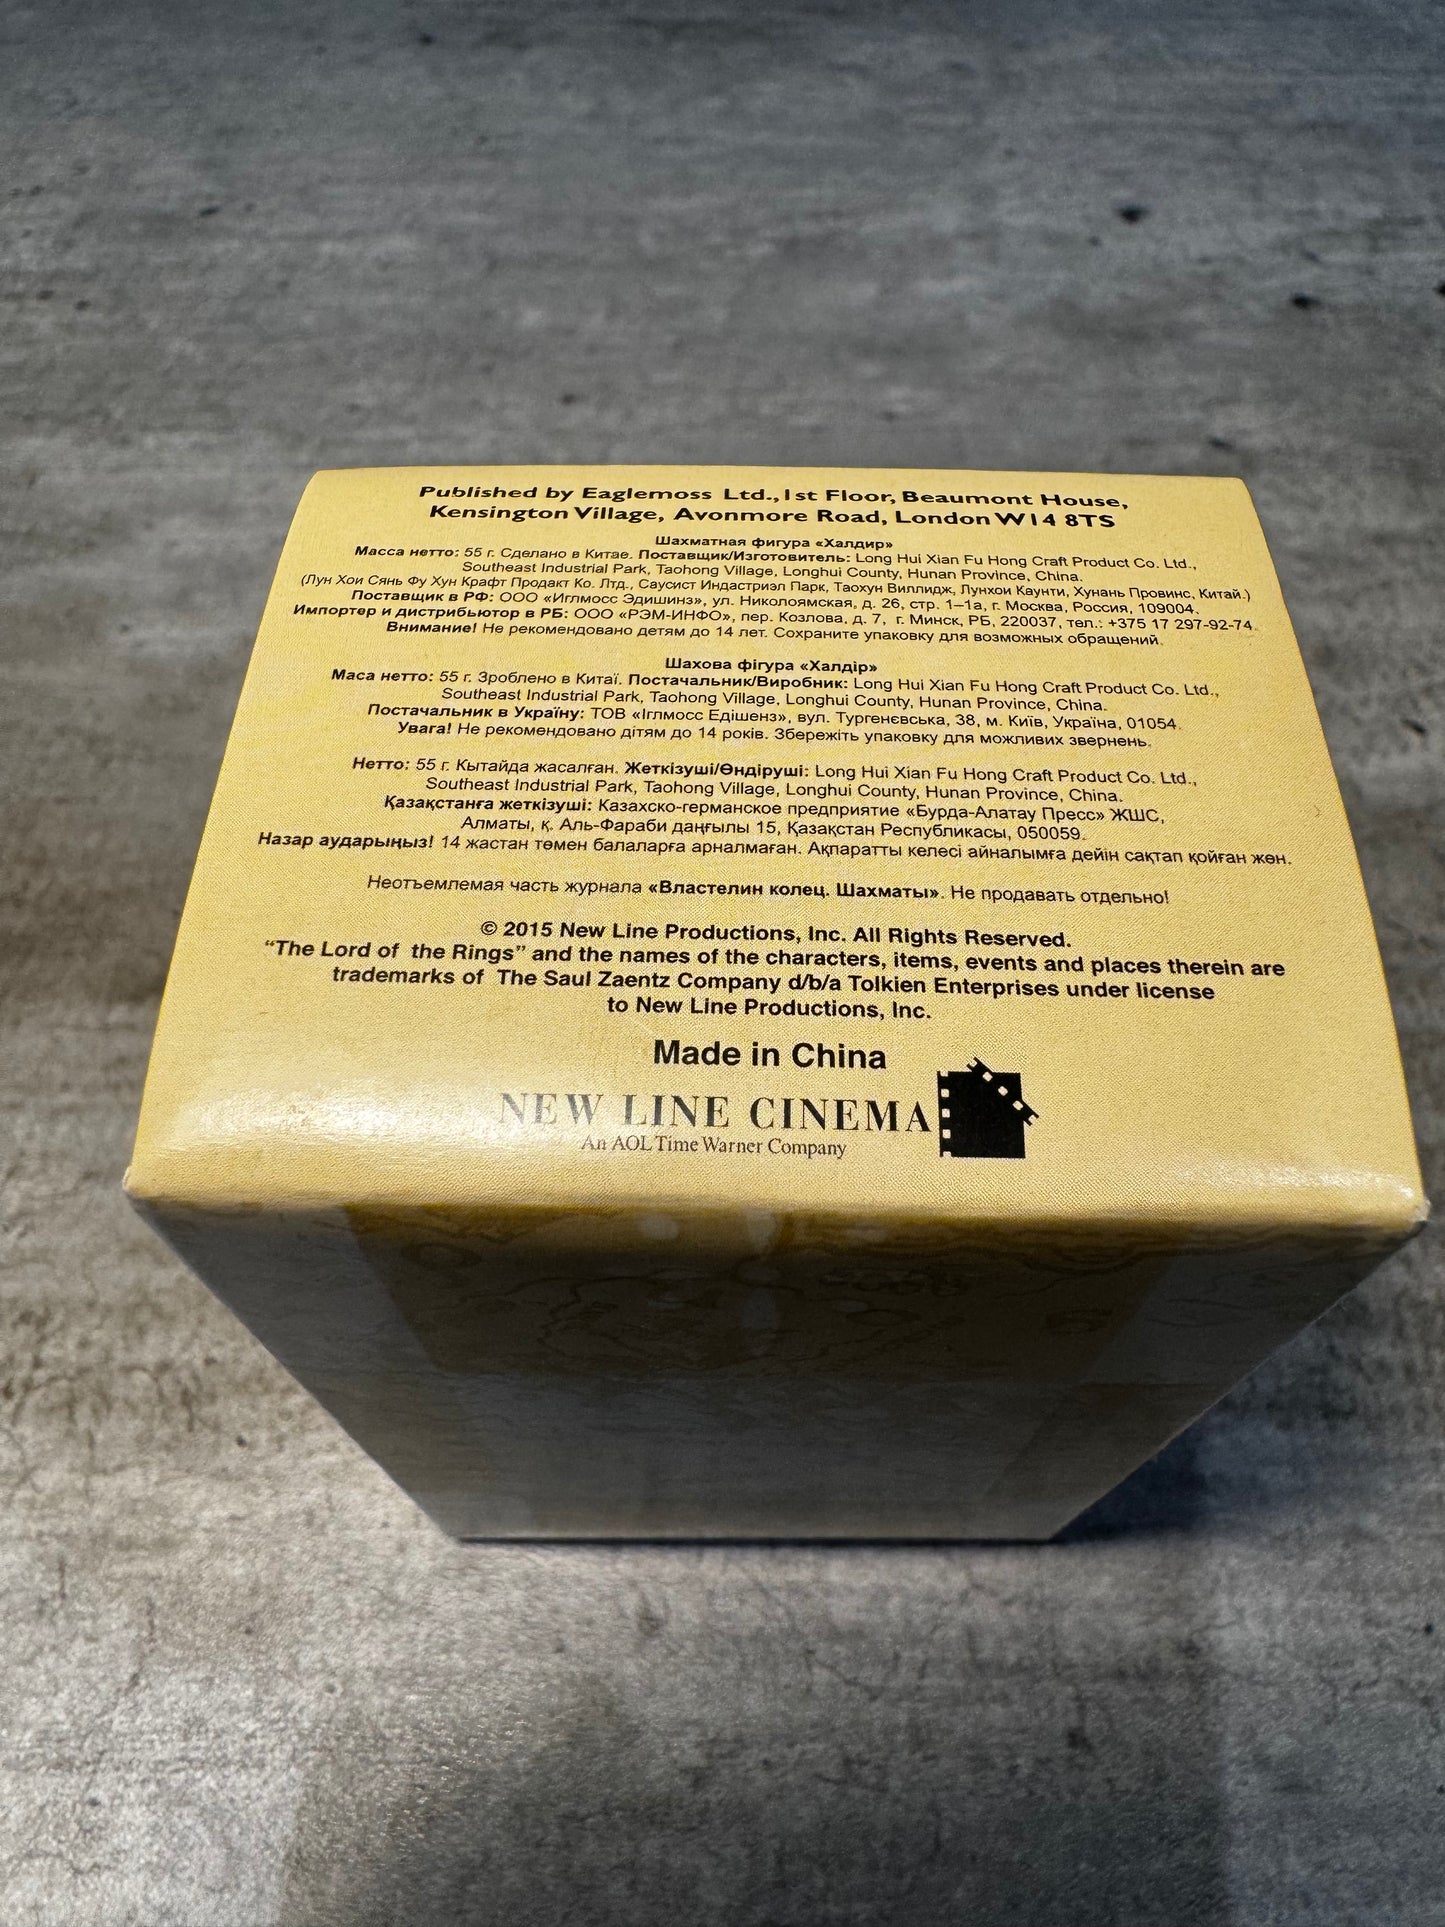 Published by Eaglemoss Ltd., 1st Floor, Beaumont House,
Kensington Village, Avonmore Road, London W14 8TS
Шахматная фигура «Халдир»
Масса нетто: 55 г. Сделано в Китае. Поставщик/Изготовитель: Long Hui Xian Fu Hong Craft Product Co. Ltd.,
Southeast Industrial Park, Taohong Village, Longhui County, Hunan Province, China.
(Лун Хои Сянь Фу Хун Крафт Продакт Ко. Лтд., Саусист Индастриэл Парк, Таохун Виллидж, Лунхои Каунти, Хунань Провинс, Китай.)
Поставщик в РФ: ООО «Иглмосс Эдишинз», ул. Николоямская, д. 26, стр. 1–1а, г. Москва, Россия, 109004.
Импортер и дистрибьютор в РБ: ООО «РЭМ-ИНФО», пер. Козлова, д. 7, г. Минск, РБ, 220037, тел.: +375 17 297-92-74.
Внимание! Не рекомендовано детям до 14 лет. Сохраните упаковку для возможных обращений.
Шахова фігура «Халдір»
Маса нетто: 55 г. Зроблено в Китаї. Постачальник/Виробник: Long Hui Xian Fu Hong Craft Product Co. Ltd.,
Southeast Industrial Park, Taohong Village, Longhui County, Hunan Province, China.
Постачальник в Україну: ТОВ «Іглмосс Едішенз», вул. Тургенєвська, 38, м. Київ, Україна, 01054.
Увага! Не рекомендовано дітям до 14 років. Збережіть упаковку для можливих звернень.
Нетто: 55 г. Кытайда жасалған. Жеткізуші/Өндіруші: Long Hui Xian Fu Hong Craft Product Co. Ltd.,
Southeast Industrial Park, Taohong Village, Longhui County, Hunan Province, China.
Қазақстанға жеткізуші: Казахско-германское предприятие «Бурда-Алатау Пресс» ЖШС,
Алматы, қ. Аль-Фараби даңғылы 15, Қазақстан Республикасы, 050059.
Назар аударыңыз! 14 жастан төмен балаларға арналмаған. Ақпаратты келесі айналымға дейін сақтап қойған жөн.
Неотъемлемая часть журнала «Властелин колец. Шахматы». Не продавать отдельно!
© 2015 New Line Productions, Inc. All Rights Reserved.
“The Lord of the Rings” and the names of the characters, items, events and places therein are
trademarks of The Saul Zaentz Company d/b/a Tolkien Enterprises under license
to New Line Productions, Inc.
Made in China
NEW LINE CINEMA
An AOL Time Warner Company